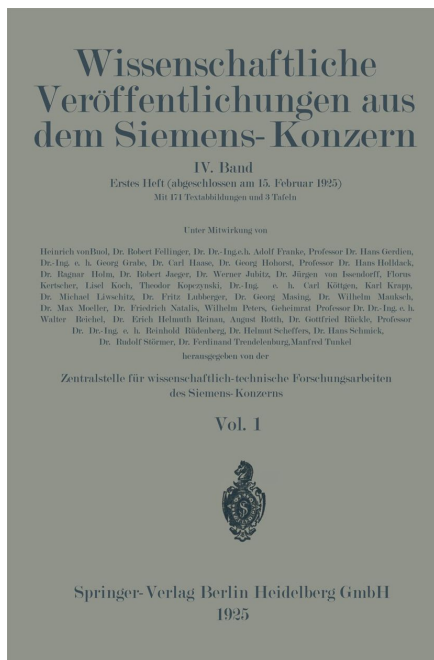 Wissenschaftliche
Veröffentlichungen aus
dem Siemens-Konzern
IV. Band
Erstes Heft (abgeschlossen am 15. Februar 1925)
Mit 171 Textabbildungen und 3 Tafeln
Unter Mitwirkung von
Heinrich von Buol, Dr. Robert Fellinger, Dr. Dr.-Ing. e.h. Adolf Franke, Professor Dr. Hans Gerdien,
Dr.-Ing. e. h. Georg Grabe, Dr. Carl Haase, Dr. Georg Hohorst, Professor Dr. Hans Holldack,
Dr. Ragnar Holm, Dr. Robert Jaeger, Dr. Werner Jubitz, Dr. Jürgen von Issendorff, Florus
Kertscher, Lisel Koch, Theodor Kopczynski, Dr.-Ing. e. h. Carl Köttgen, Karl Krapp,
Dr. Michael Liwschitz, Dr. Fritz Lubberger, Dr. Georg Masing, Dr. Wilhelm Mauksch,
Dr. Max Moeller, Dr. Friedrich Natalis, Wilhelm Peters, Geheimrat Professor Dr. Dr.-Ing. e. h.
Walter Reichel, Dr. Erich Helmuth Reinau, August Rotth, Dr. Gottfried Rückle, Professor
Dr. Dr.-Ing. e. h. Reinhold Rüdenberg, Dr. Helmut Scheffers, Dr. Hans Schmick,
Dr. Rudolf Störmer, Dr. Ferdinand Trendelenburg, Manfred Tunkel
herausgegeben von der
Zentralstelle für wissenschaftlich-technische Forschungsarbeiten
des Siemens-Konzerns
Vol. 1
Springer-Verlag Berlin Heidelberg GmbH
1925